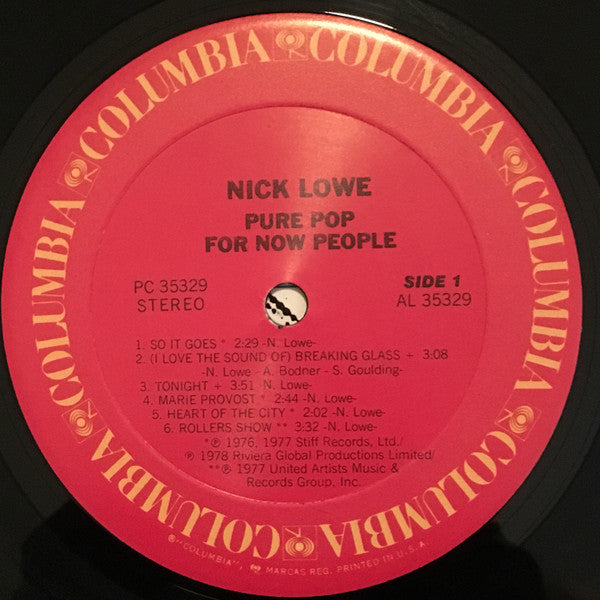 COLUMBIA COLUMBIA COLUMBIA COLUMBIA COLUMBIA COLUMBIA
NICK LOWE
PURE POP
FOR NOW PEOPLE
PC 35329
STEREO
SIDE 1
AL 35329
1. SO IT GOES * 2:29 -N. Lowe-
2. (I LOVE THE SOUND OF) BREAKING GLASS + 3:08
-N. Lowe - A. Bodner - S. Goulding-
3. TONIGHT + 3:51 -N. Lowe-
4. MARIE PROVOST * 2:44 -N. Lowe-
5. HEART OF THE CITY * 2:02 -N. Lowe-
6. ROLLERS SHOW ** 3:32 -N. Lowe-
*℗ 1976, 1977 Stiff Records, Ltd./
℗ 1978 Riviera Global Productions Limited/
**℗ 1977 United Artists Music &
Records Group, Inc.
®-"COLUMBIA", MARCAS REG. PRINTED IN U.S.A.